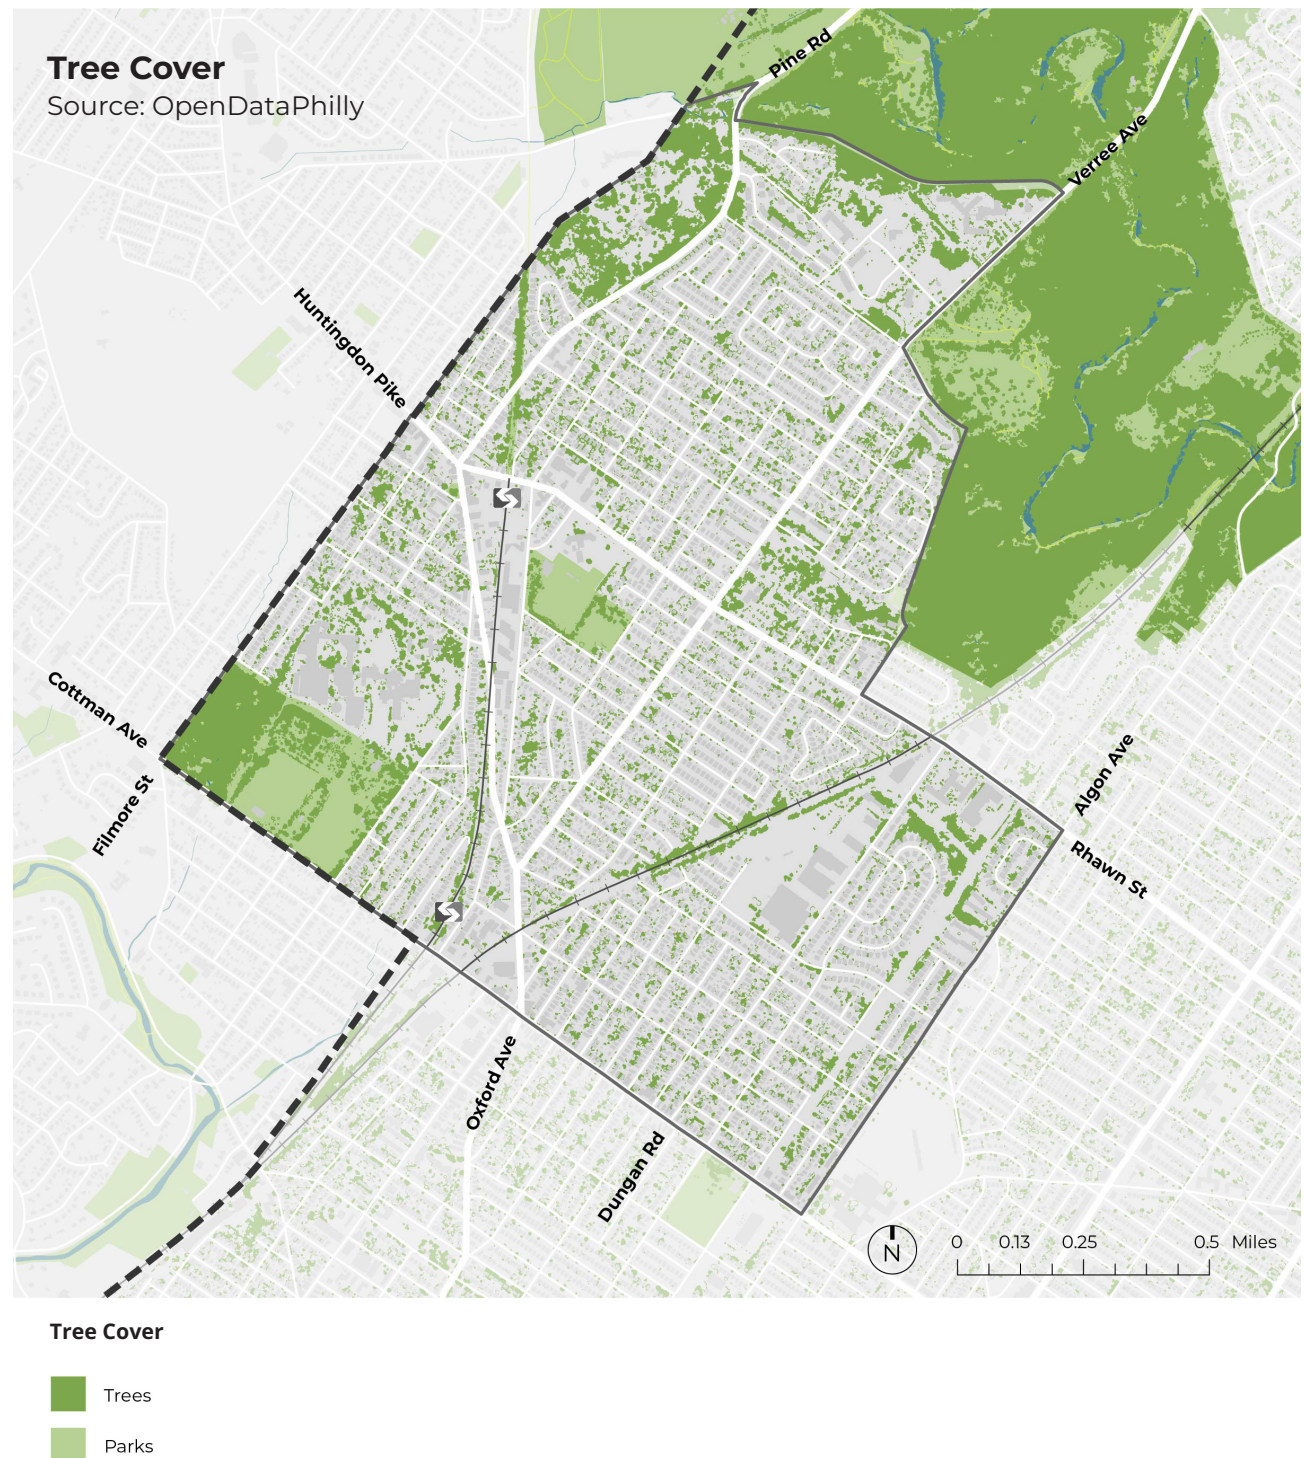 Tree Cover
Source: OpenDataPhilly
Pine Rd
Verree Ave
Huntingdon Pike
Cottman Ave
Filmore St
Algon Ave
Rhawn St
Oxford Ave
Dungan Rd
N
0 0.13 0.25 0.5 Miles
Tree Cover
Trees
Parks